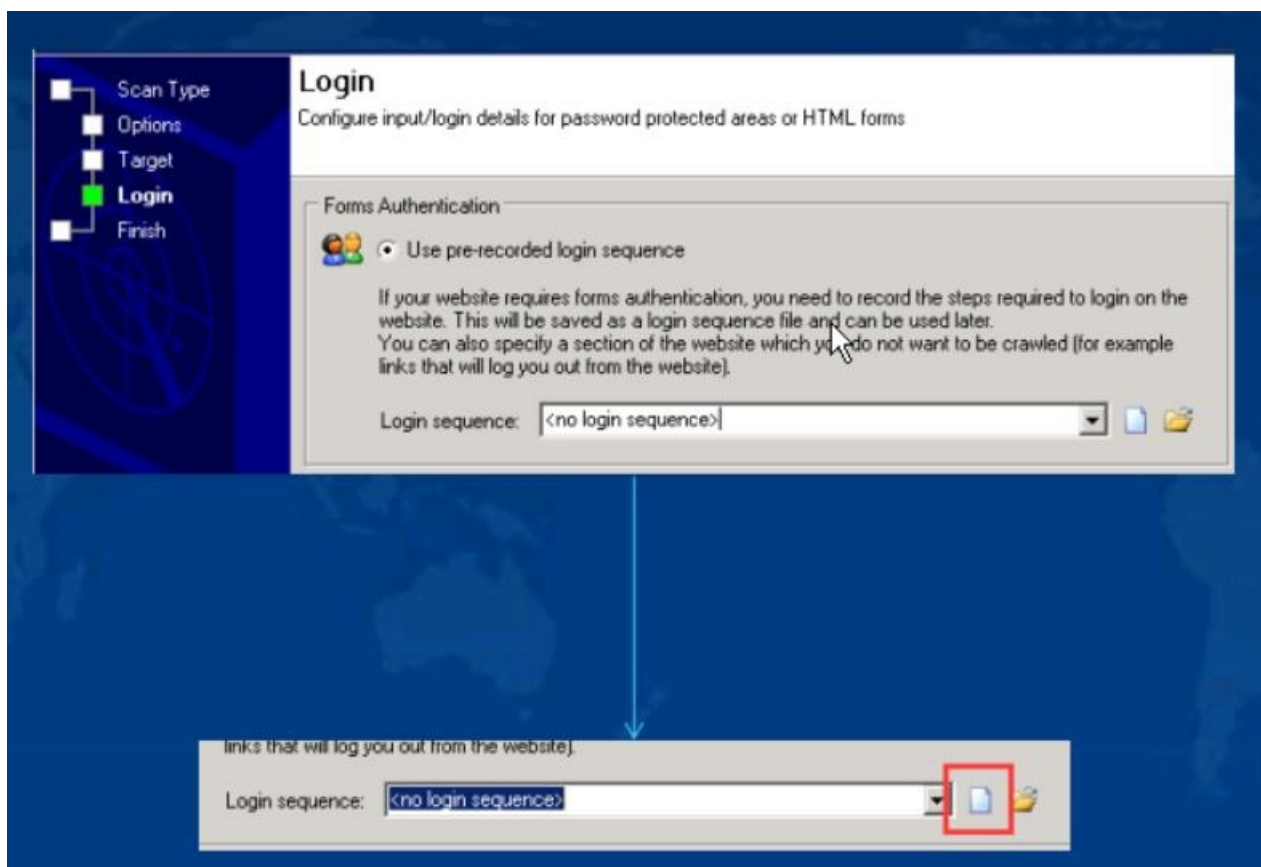 Scan Type
Options
Target
Login
Finish
Login
Configure input/login details for password protected areas or HTML forms
Forms Authentication
Use pre-recorded login sequence
If your website requires forms authentication, you need to record the steps required to login on the
website. This will be saved as a login sequence file and can be used later.
You can also specify a section of the website which you do not want to be crawled (for example
links that will log you out from the website).
Login sequence: <no login sequence>
links that will log you out from the website).
Login sequence: <no login sequence>